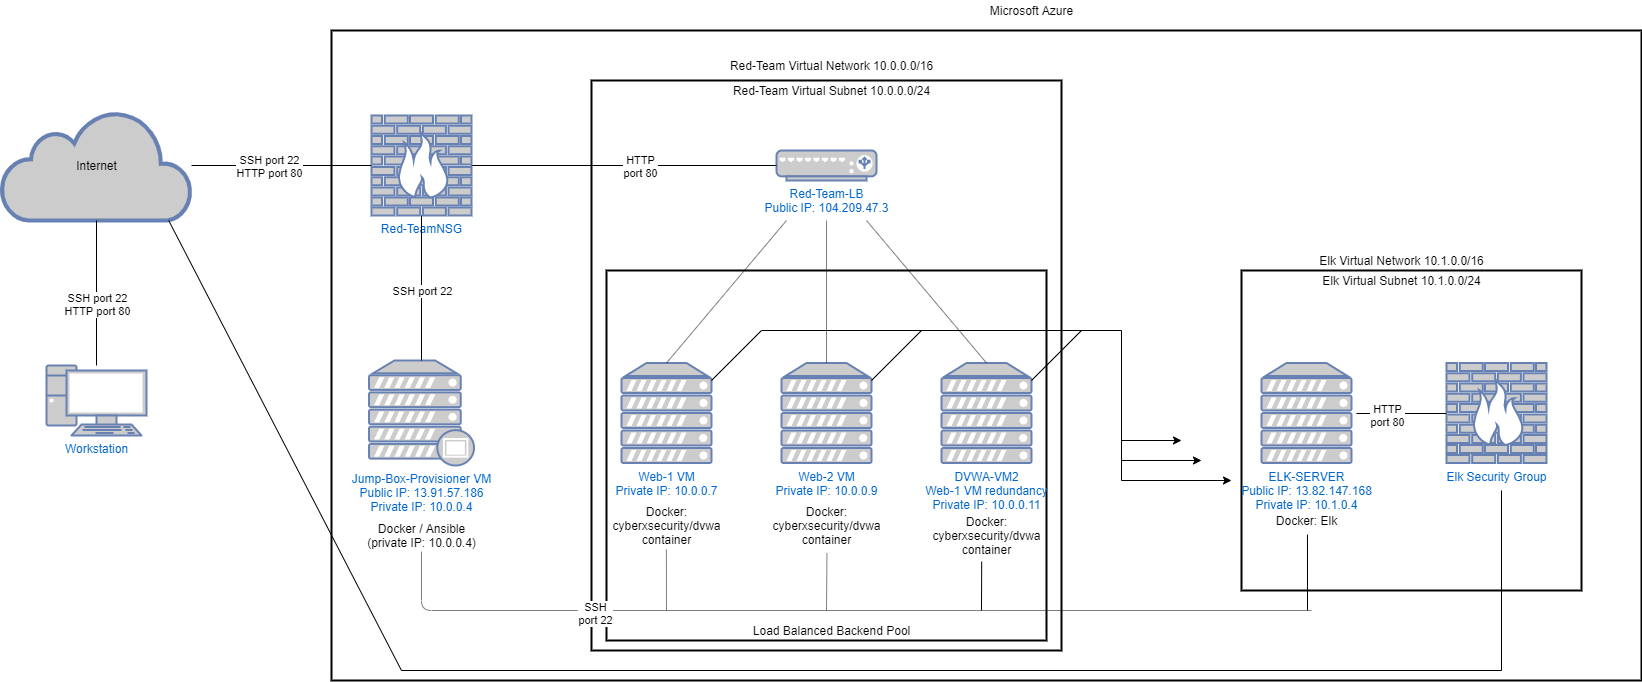 Microsoft Azure
Red-Team Virtual Network 10.0.0.0/16
Red-Team Virtual Subnet 10.0.0.0/24
Internet
SSH port 22
HTTP port 80
HTTP
port 80
Red-Team-LB
Public IP: 104.209.47.3
Red-TeamNSG
SSH port 22
HTTP port 80
SSH port 22
Elk Virtual Network 10.1.0.0/16
Elk Virtual Subnet 10.1.0.0/24
Workstation
Jump-Box-Provisioner VM
Public IP: 13.91.57.186
Private IP: 10.0.0.4
Docker / Ansible
(private IP: 10.0.0.4)
Web-1 VM
Private IP: 10.0.0.7
Docker:
cyberxsecurity/dvwa
container
Web-2 VM
Private IP: 10.0.0.9
Docker:
cyberxsecurity/dvwa
container
DVWA-VM2
Web-1 VM redundancy
Private IP: 10.0.0.11
Docker:
cyberxsecurity/dvwa
container
HTTP
port 80
ELK-SERVER
Public IP: 13.82.147.168
Private IP: 10.1.0.4
Docker: Elk
Elk Security Group
SSH
port 22
Load Balanced Backend Pool